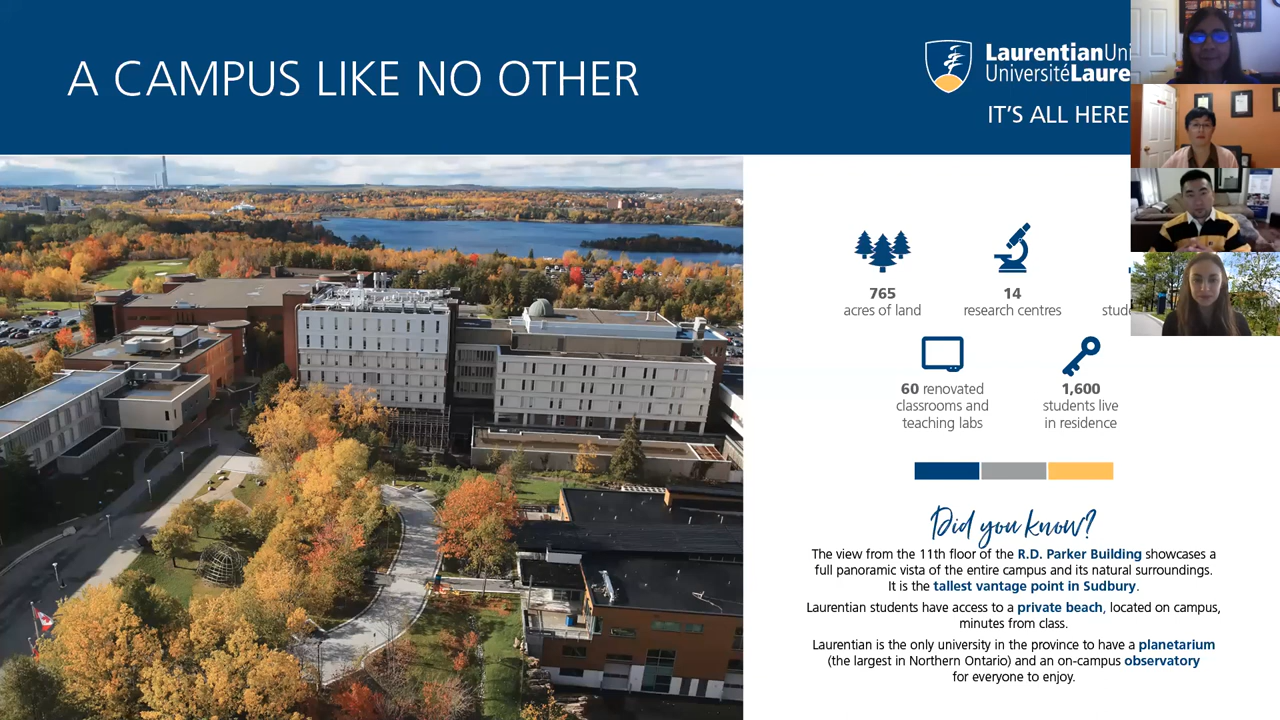 A CAMPUS LIKE NO OTHER
LaurentianUni
UniversitéLaure
IT'S ALL HERE
765
acres of land
14
research centres
stude
60 renovated
classrooms and
teaching labs
1,600
students live
in residence
Did you know?
The view from the 11th floor of the R.D. Parker Building showcases a
full panoramic vista of the entire campus and its natural surroundings.
It is the tallest vantage point in Sudbury.
Laurentian students have access to a private beach, located on campus,
minutes from class.
Laurentian is the only university in the province to have a planetarium
(the largest in Northern Ontario) and an on-campus observatory
for everyone to enjoy.